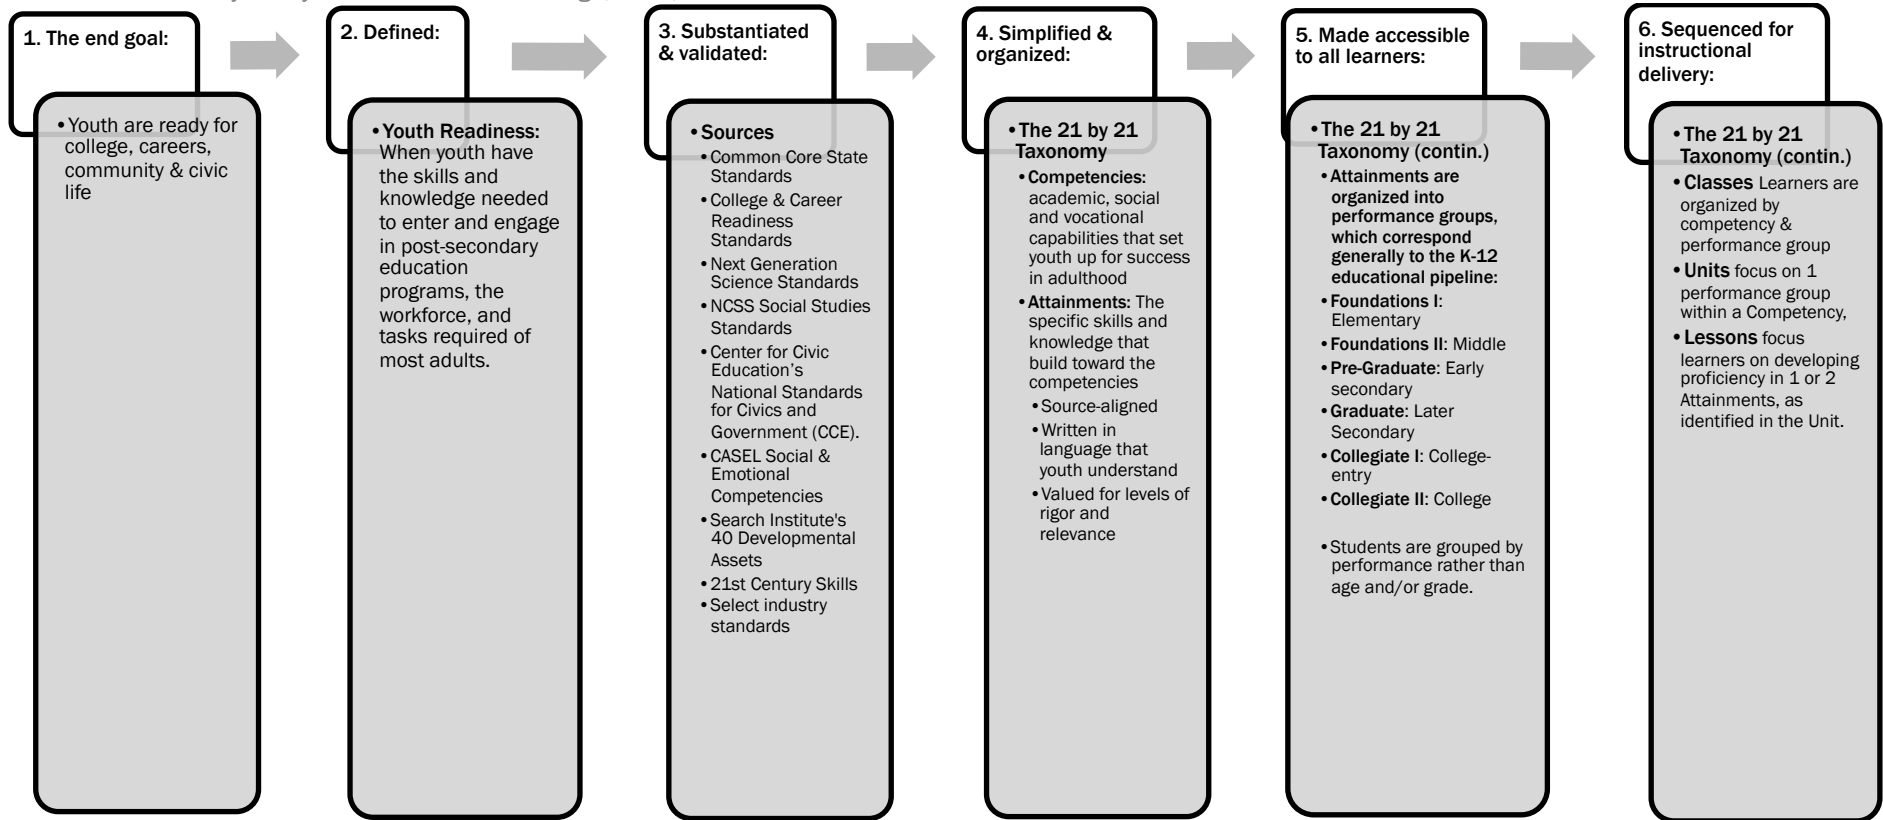 1. The end goal:
• Youth are ready for
college, careers,
community & civic
life
2. Defined:
• Youth Readiness:
When youth have
the skills and
knowledge needed
to enter and engage
in post-secondary
education
programs, the
workforce, and
tasks required of
most adults.
3. Substantiated
& validated:
• Sources
• Common Core State
Standards
• College & Career
Readiness
Standards
• Next Generation
Science Standards
• NCSS Social Studies
Standards
• Center for Civic
Education’s
National Standards
for Civics and
Government (CCE).
• CASEL Social &
Emotional
Competencies
• Search Institute's
40 Developmental
Assets
• 21st Century Skills
• Select industry
standards
4. Simplified &
organized:
• The 21 by 21
Taxonomy
• Competencies:
academic, social
and vocational
capabilities that set
youth up for success
in adulthood
• Attainments: The
specific skills and
knowledge that
build toward the
competencies
• Source-aligned
• Written in
language that
youth understand
• Valued for levels of
rigor and
relevance
5. Made accessible
to all learners:
• The 21 by 21
Taxonomy (contin.)
• Attainments are
organized into
performance groups,
which correspond
generally to the K-12
educational pipeline:
• Foundations I:
Elementary
• Foundations II: Middle
• Pre-Graduate: Early
secondary
• Graduate: Later
Secondary
• Collegiate I: College-
entry
• Collegiate II: College
• Students are grouped by
performance rather than
age and/or grade.
6. Sequenced for
instructional
delivery:
• The 21 by 21
Taxonomy (contin.)
• Classes Learners are
organized by
competency &
performance group
• Units focus on 1
performance group
within a Competency,
• Lessons focus
learners on developing
proficiency in 1 or 2
Attainments, as
identified in the Unit.